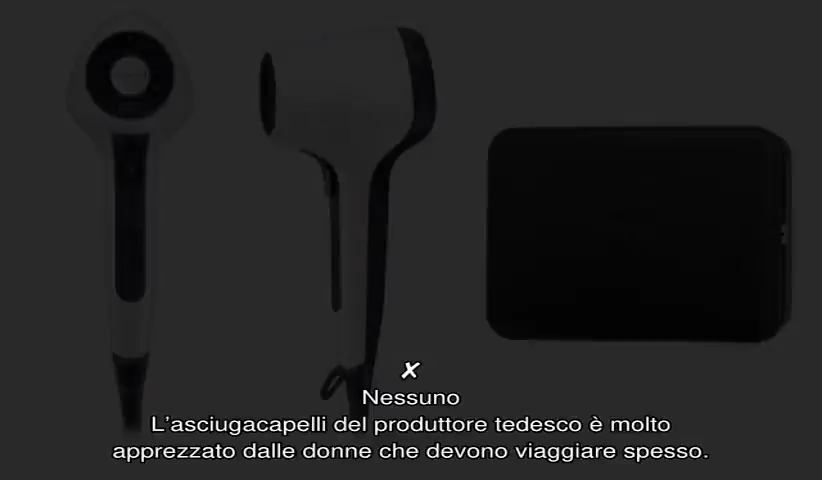 ✗
Nessuno
L'asciugacapelli del produttore tedesco è molto
apprezzato dalle donne che devono viaggiare spesso.